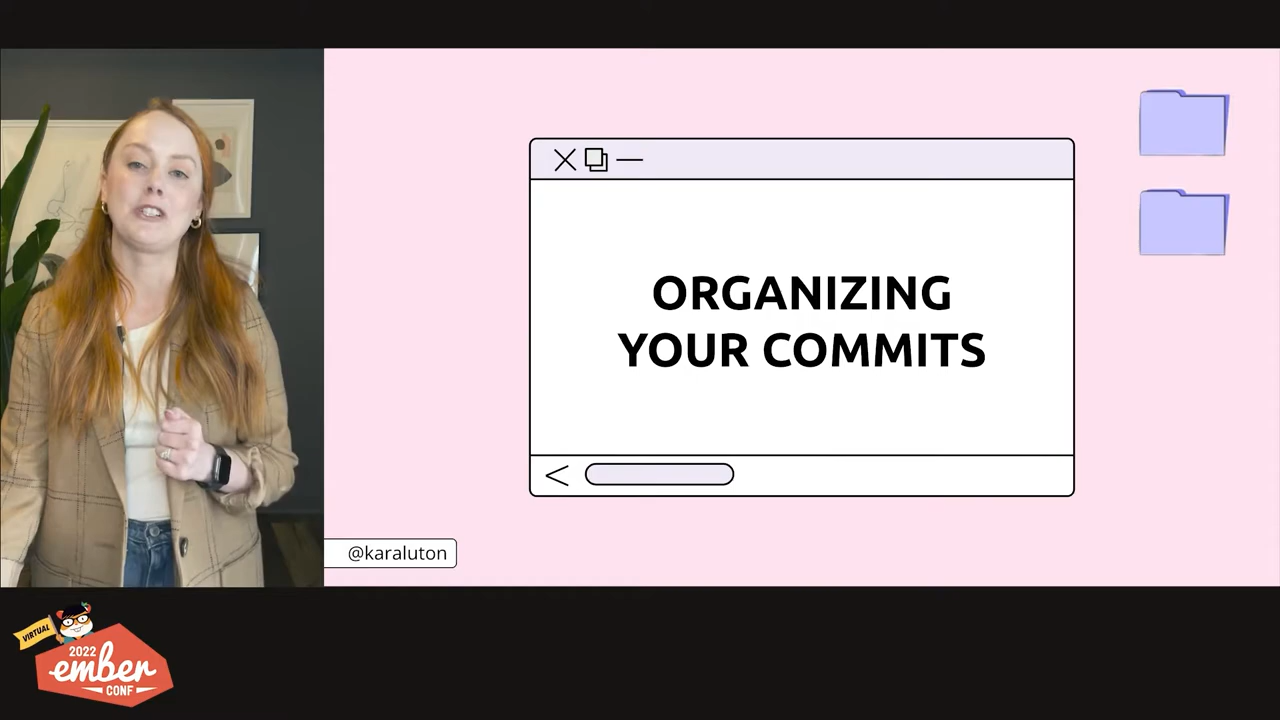 ORGANIZING
YOUR COMMITS
@karaluton
VIRTUAL
2022
ember
CONF